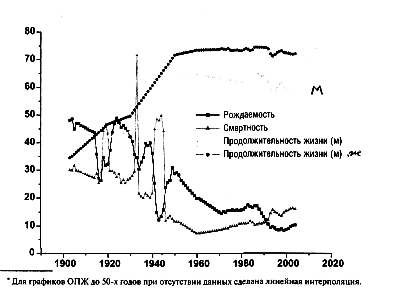 80
70
60
50
40
30
20
10
0
1900 1920 1940 1960 1980 2000 2020
Рождаемость
Смертность
Продолжительность жизни (м)
Продолжительность жизни (м) жен
м
* Для графиков ОПЖ до 50-х годов при отсутствии данных сделана линейная интерполяция.